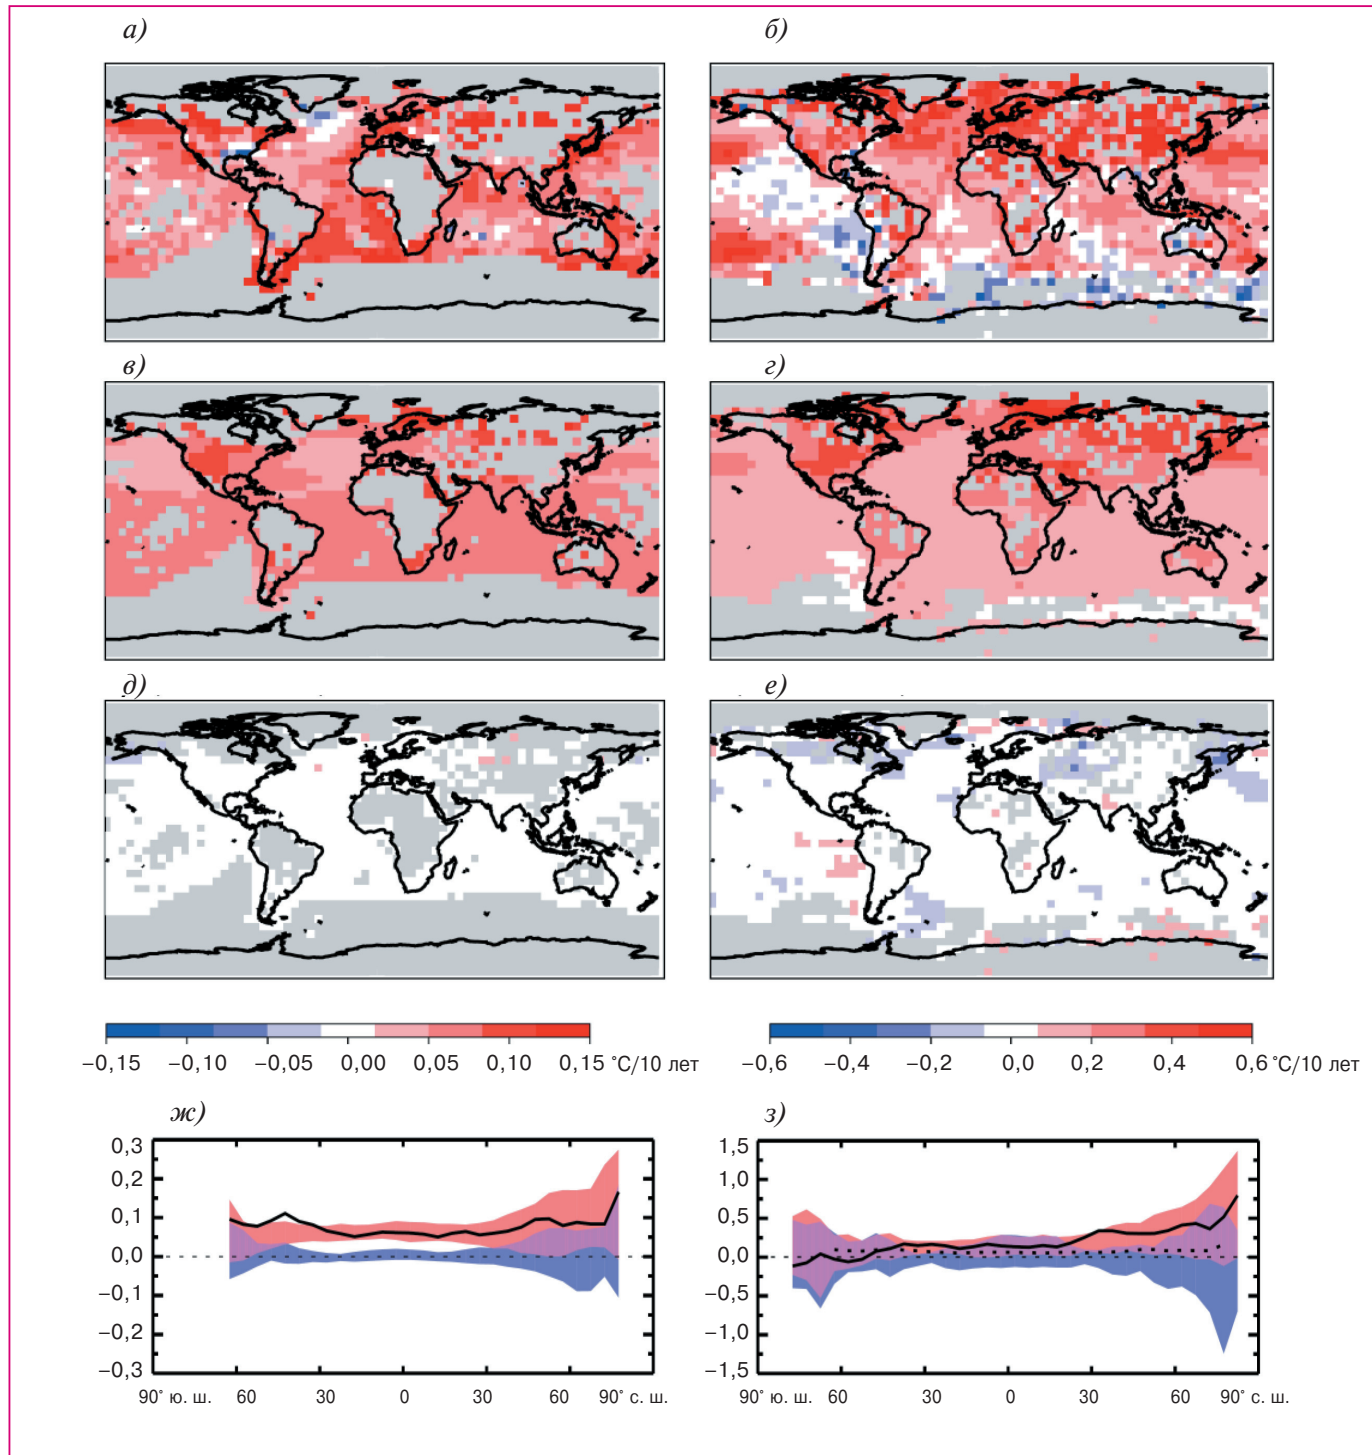 а)
б)
в)
г)
д)
е)
−0,15 −0,10 −0,05 0,00 0,05 0,10 0,15 °C/10 лет
−0,6 −0,4 −0,2 0,0 0,2 0,4 0,6 °C/10 лет
ж)
0,3
0,2
0,1
0,0
−0,1
−0,2
−0,3
90° ю. ш. 60 30 0 30 60 90° с. ш.
з)
1,5
1,0
0,5
0,0
−0,5
−1,0
−1,5
90° ю. ш. 60 30 0 30 60 90° с. ш.